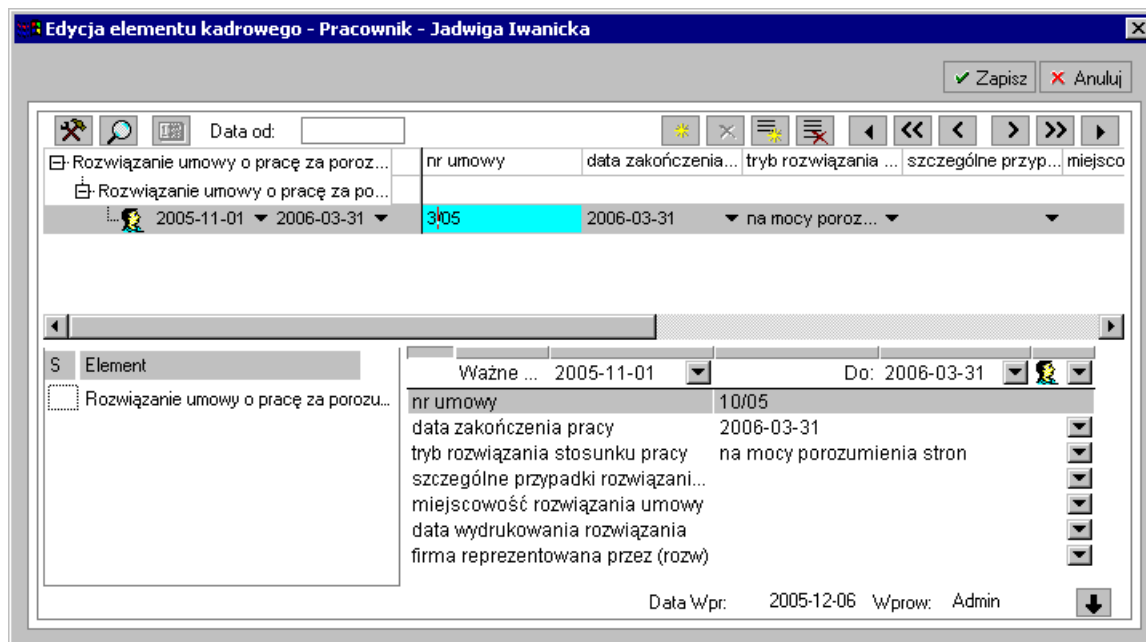 Edycja elementu kadrowego - Pracownik - Jadwiga Iwanicka
Zapisz Anuluj
Data od:
Rozwiązanie umowy o pracę za poroz... nr umowy data zakończenia... tryb rozwiązania ... szczególne przyp... miejsco
Rozwiązanie umowy o pracę za po...
2005-11-01 2006-03-31 3/05 2006-03-31 na mocy poroz...
S Element
Ważne ... 2005-11-01 Do: 2006-03-31
Rozwiązanie umowy o pracę za porozu...
nr umowy 10/05
data zakończenia pracy 2006-03-31
tryb rozwiązania stosunku pracy na mocy porozumienia stron
szczególne przypadki rozwiązani...
miejscowość rozwiązania umowy
data wydrukowania rozwiązania
firma reprezentowana przez (rozw)
Data Wpr: 2005-12-06 Wprow: Admin